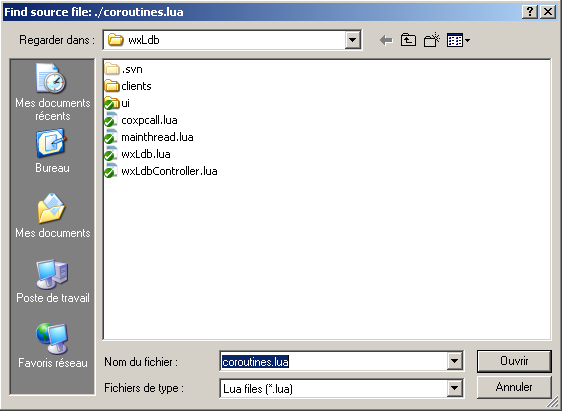 Find source file: ./coroutines.lua
Regarder dans : wxLdb
.svn
clients
ui
coxpcall.lua
mainthread.lua
wxLdb.lua
wxLdbController.lua
Mes documents
récents
Bureau
Mes documents
Poste de travail
Favoris réseau
Nom du fichier : coroutines.lua Ouvrir
Fichiers de type : Lua files (*.lua) Annuler